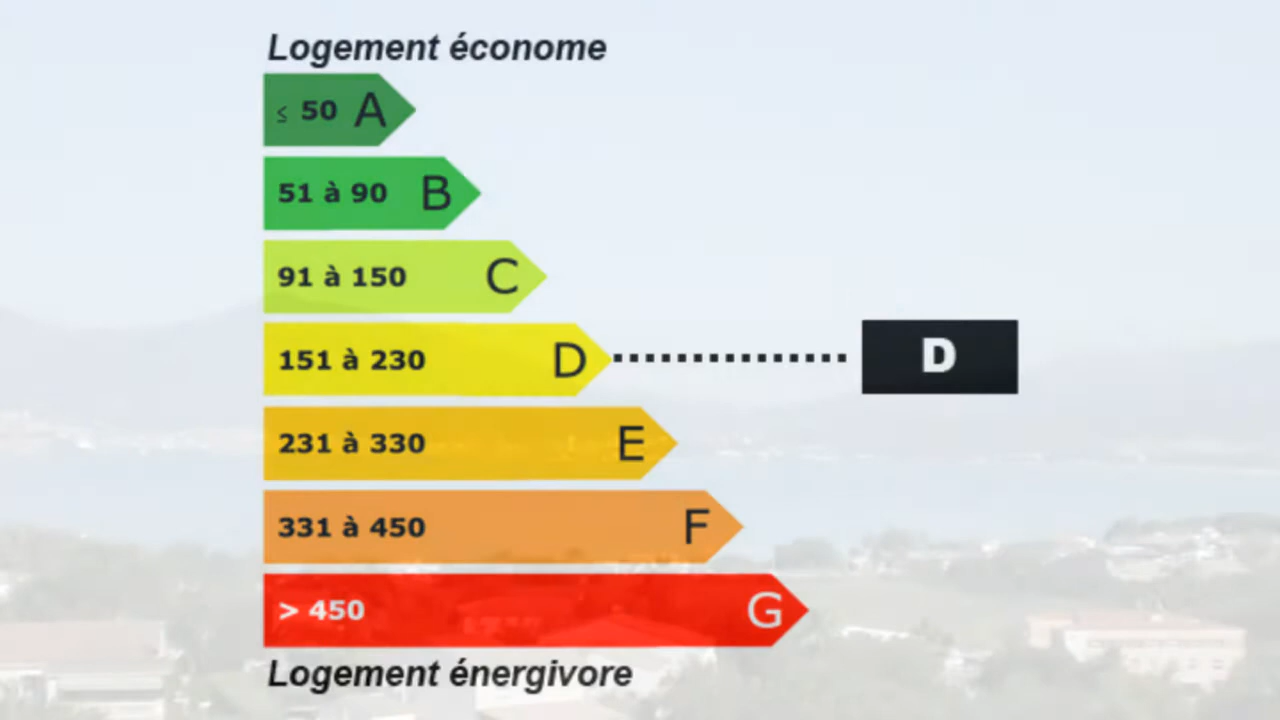 Logement économe
≤ 50 A
51 à 90 B
91 à 150 C
151 à 230 D
D
231 à 330 E
331 à 450 F
> 450 G
Logement énergivore